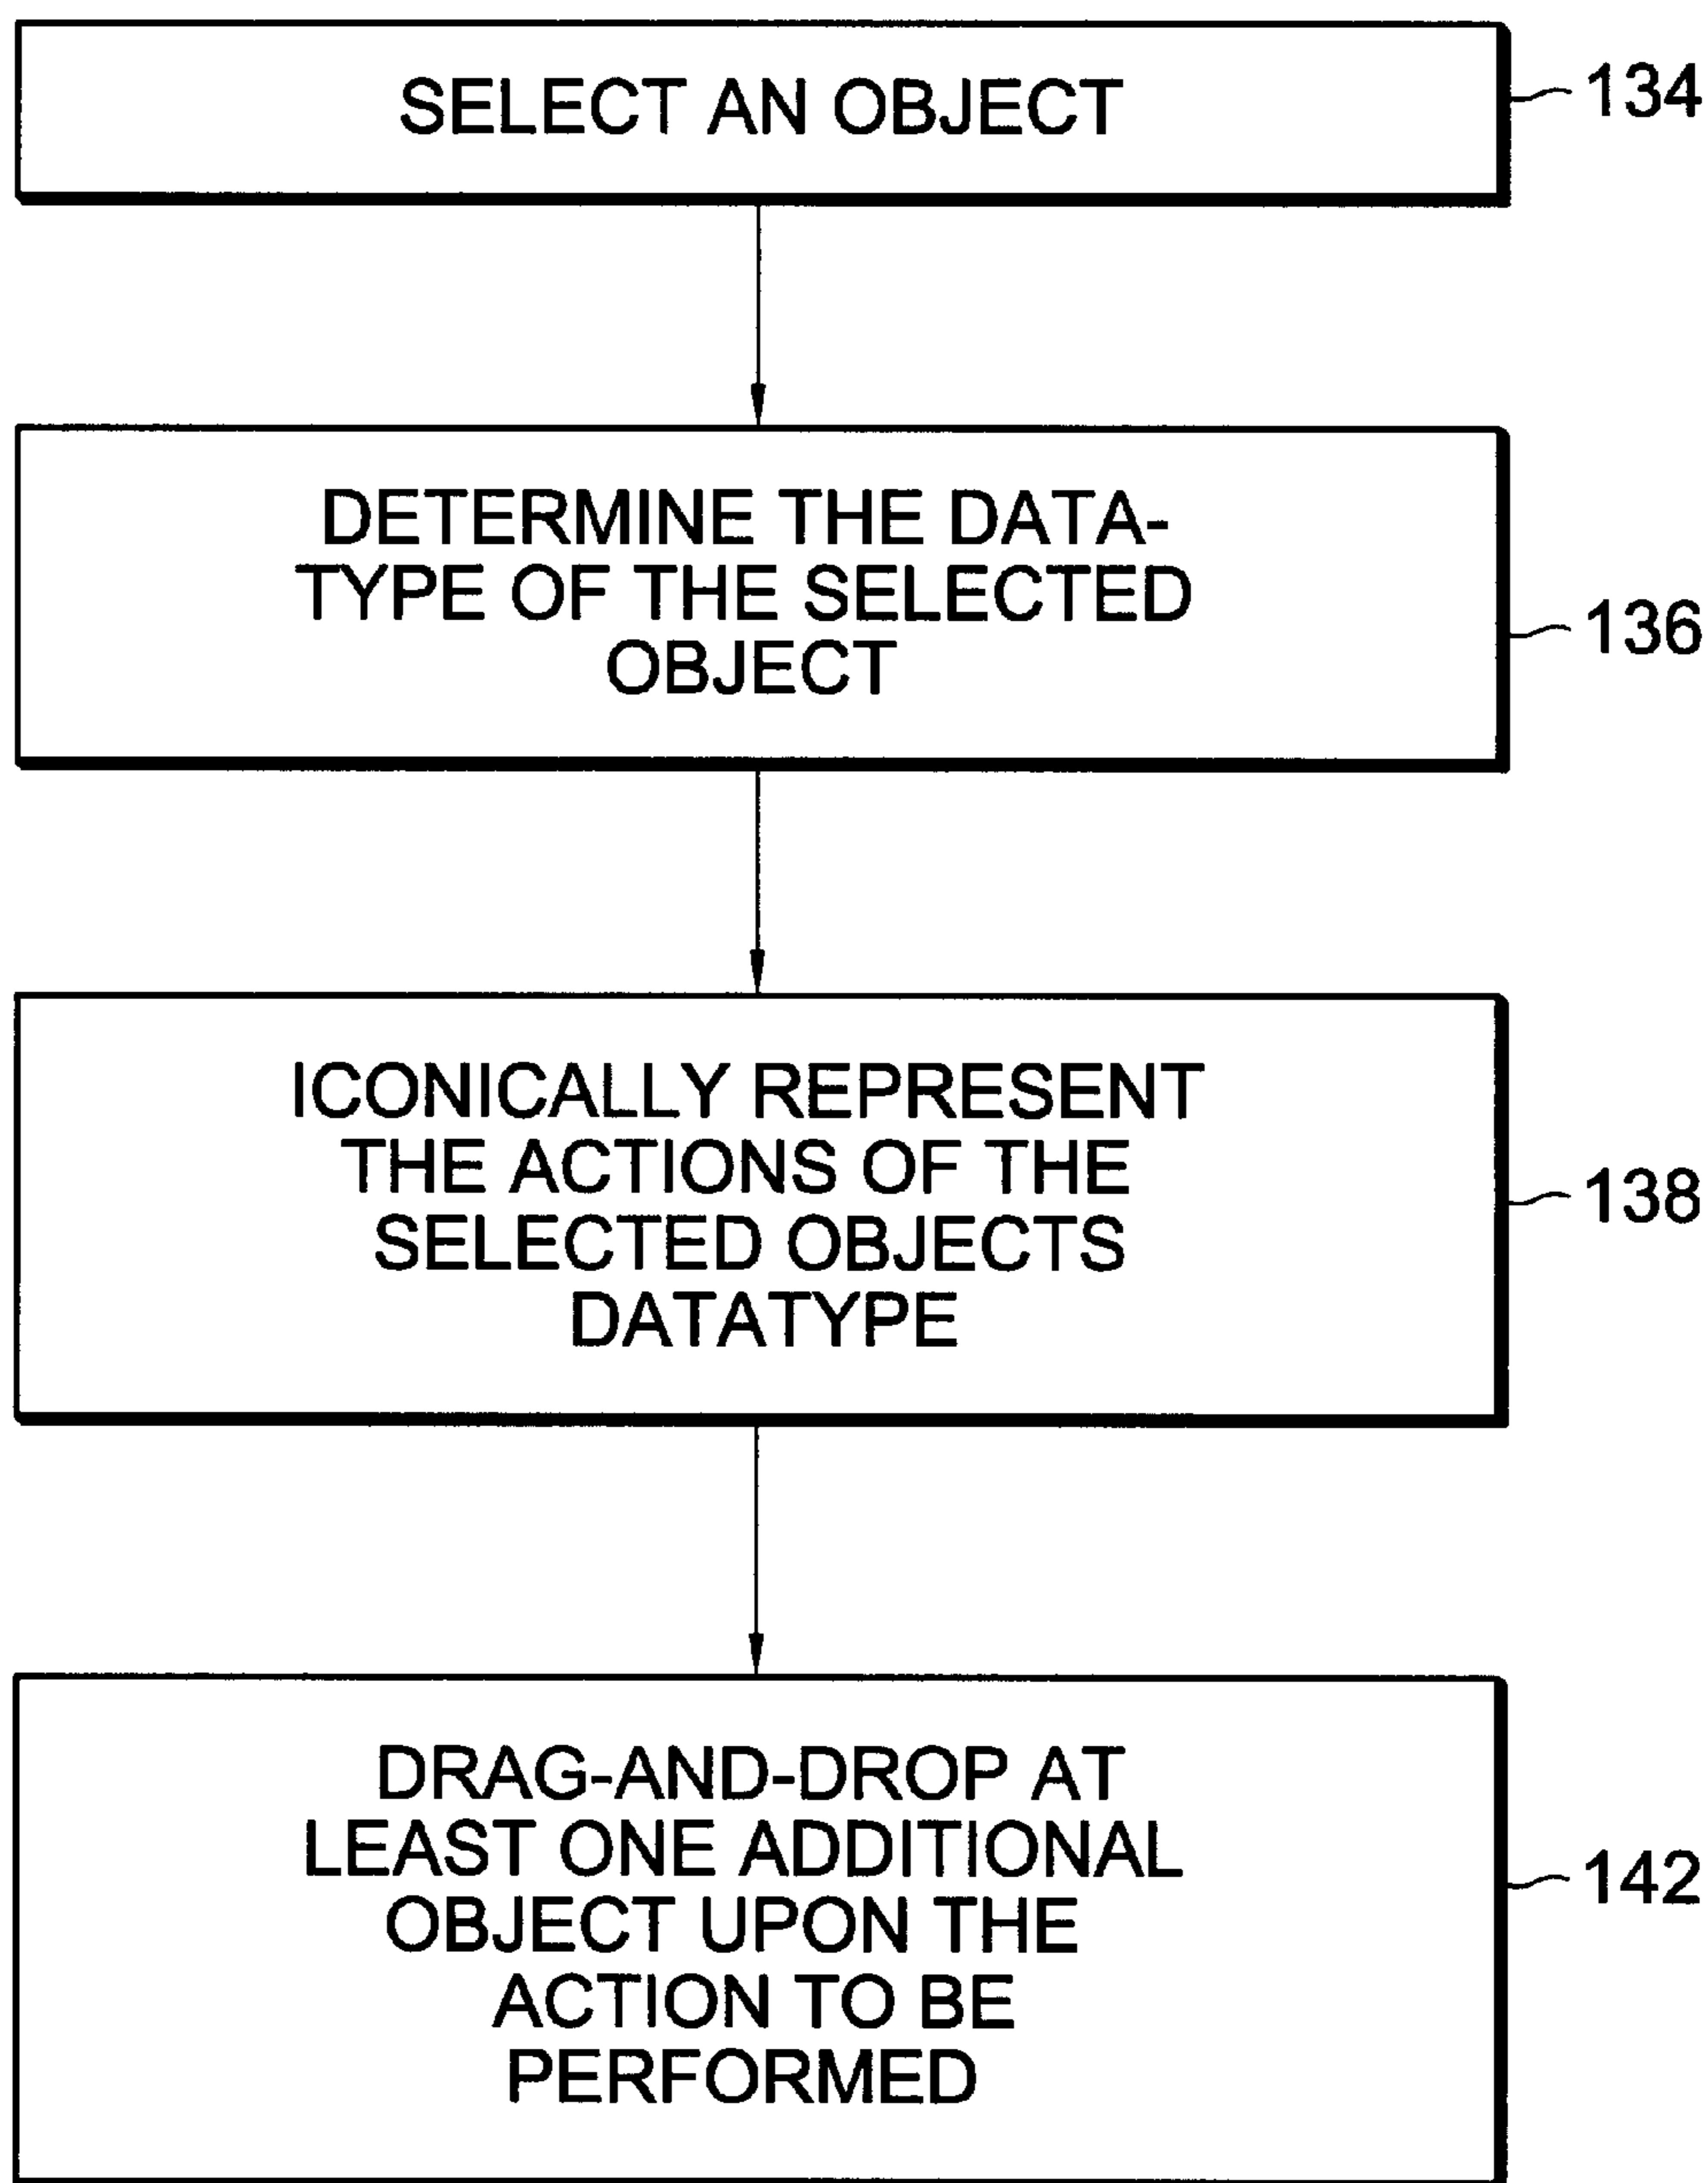 SELECT AN OBJECT
134
DETERMINE THE DATA-
TYPE OF THE SELECTED
OBJECT
136
ICONICALLY REPRESENT
THE ACTIONS OF THE
SELECTED OBJECTS
DATATYPE
138
DRAG-AND-DROP AT
LEAST ONE ADDITIONAL
OBJECT UPON THE
ACTION TO BE
PERFORMED
142